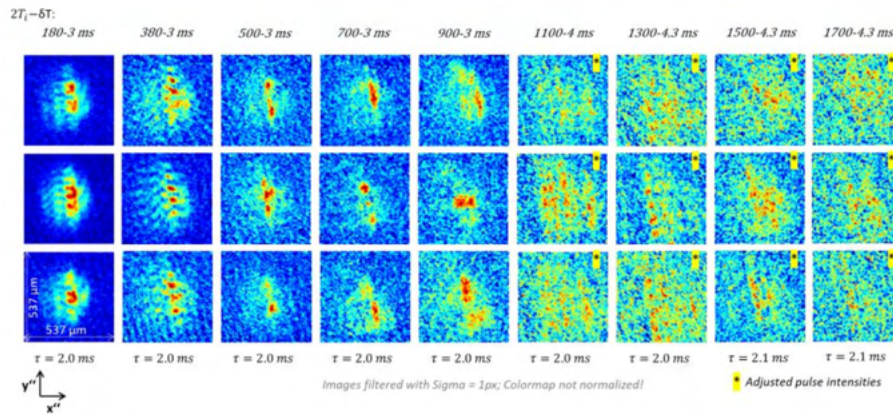 2Tᵢ−δT:
180-3 ms 380-3 ms 500-3 ms 700-3 ms 900-3 ms 1100-4 ms 1300-4.3 ms 1500-4.3 ms 1700-4.3 ms
* * * *
* * * *
* * * *
537 µm
537 µm
τ = 2.0 ms τ = 2.0 ms τ = 2.0 ms τ = 2.0 ms τ = 2.0 ms τ = 2.0 ms τ = 2.0 ms τ = 2.1 ms τ = 2.1 ms
y“
x“
Images filtered with Sigma = 1px; Colormap not normalized!
* Adjusted pulse intensities